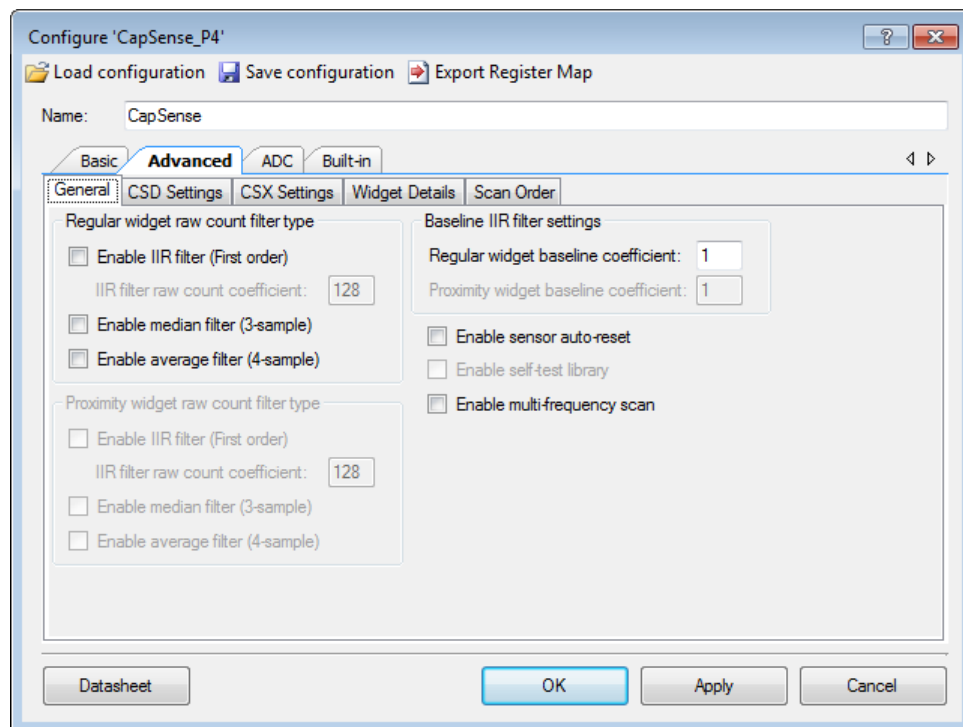 Configure 'CapSense_P4'
Load configuration Save configuration Export Register Map
Name: CapSense
Basic Advanced ADC Built-in
General CSD Settings CSX Settings Widget Details Scan Order
Regular widget raw count filter type
Enable IIR filter (First order)
IIR filter raw count coefficient: 128
Enable median filter (3-sample)
Enable average filter (4-sample)
Proximity widget raw count filter type
Enable IIR filter (First order)
IIR filter raw count coefficient: 128
Enable median filter (3-sample)
Enable average filter (4-sample)
Baseline IIR filter settings
Regular widget baseline coefficient: 1
Proximity widget baseline coefficient: 1
Enable sensor auto-reset
Enable self-test library
Enable multi-frequency scan
Datasheet OK Apply Cancel